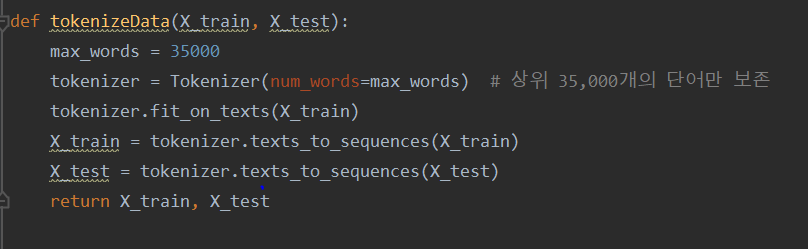 def tokenizeData(X_train, X_test):
    max_words = 35000
    tokenizer = Tokenizer(num_words=max_words)  # 상위 35,000개의 단어만 보존
    tokenizer.fit_on_texts(X_train)
    X_train = tokenizer.texts_to_sequences(X_train)
    X_test = tokenizer.texts_to_sequences(X_test)
    return X_train, X_test